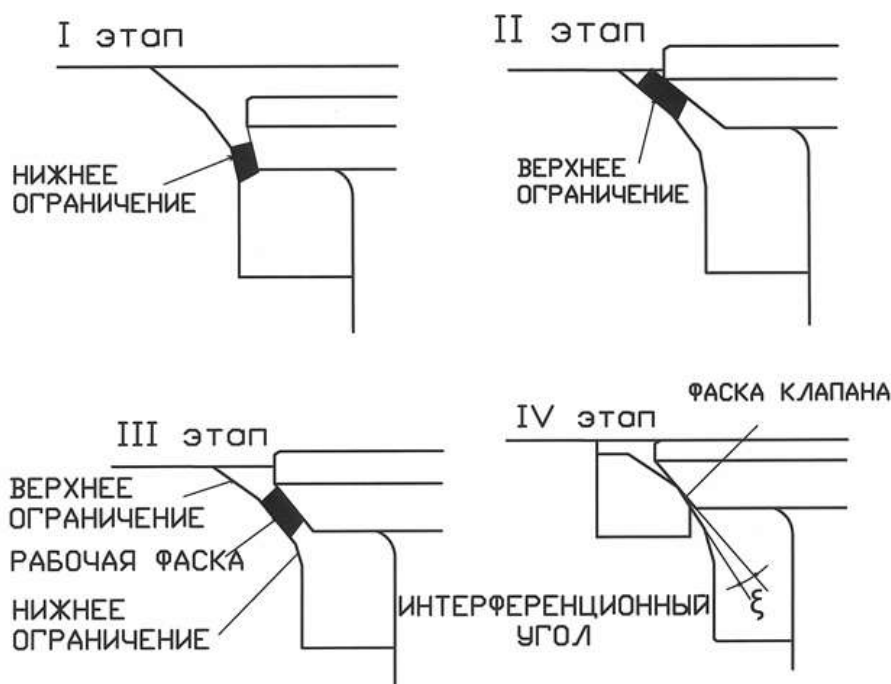 I этап
НИЖНЕЕ
ОГРАНИЧЕНИЕ
II этап
ВЕРХНЕЕ
ОГРАНИЧЕНИЕ
III этап
ВЕРХНЕЕ
ОГРАНИЧЕНИЕ
РАБОЧАЯ ФАСКА
НИЖНЕЕ
ОГРАНИЧЕНИЕ
IV этап
ФАСКА КЛАПАНА
ИНТЕРФЕРЕНЦИОННЫЙ
УГОЛ
ξ